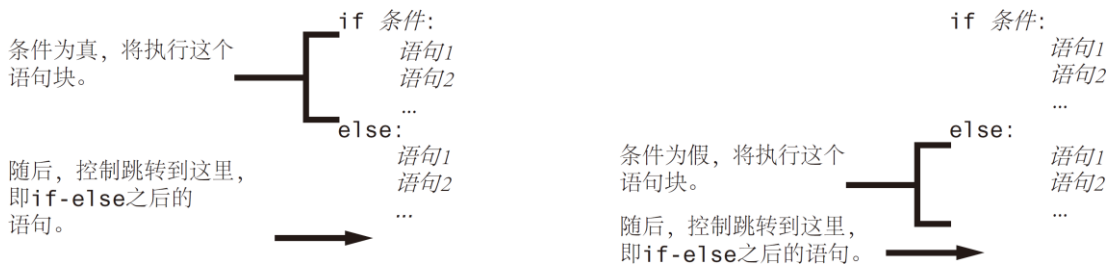 条件为真，将执行这个
语句块。
随后，控制跳转到这里，
即if-else之后的
语句。
if 条件:
语句1
语句2
...
else:
语句1
语句2
...
条件为假，将执行这个
语句块。
随后，控制跳转到这里，
即if-else之后的语句。
if 条件:
语句1
语句2
...
else:
语句1
语句2
...